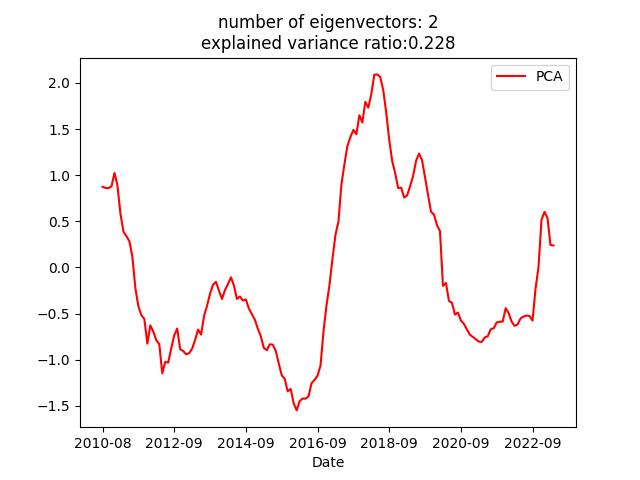 number of eigenvectors: 2
explained variance ratio:0.228
PCA
2.0
1.5
1.0
0.5
0.0
−0.5
−1.0
−1.5
2010-08 2012-09 2014-09 2016-09 2018-09 2020-09 2022-09
Date